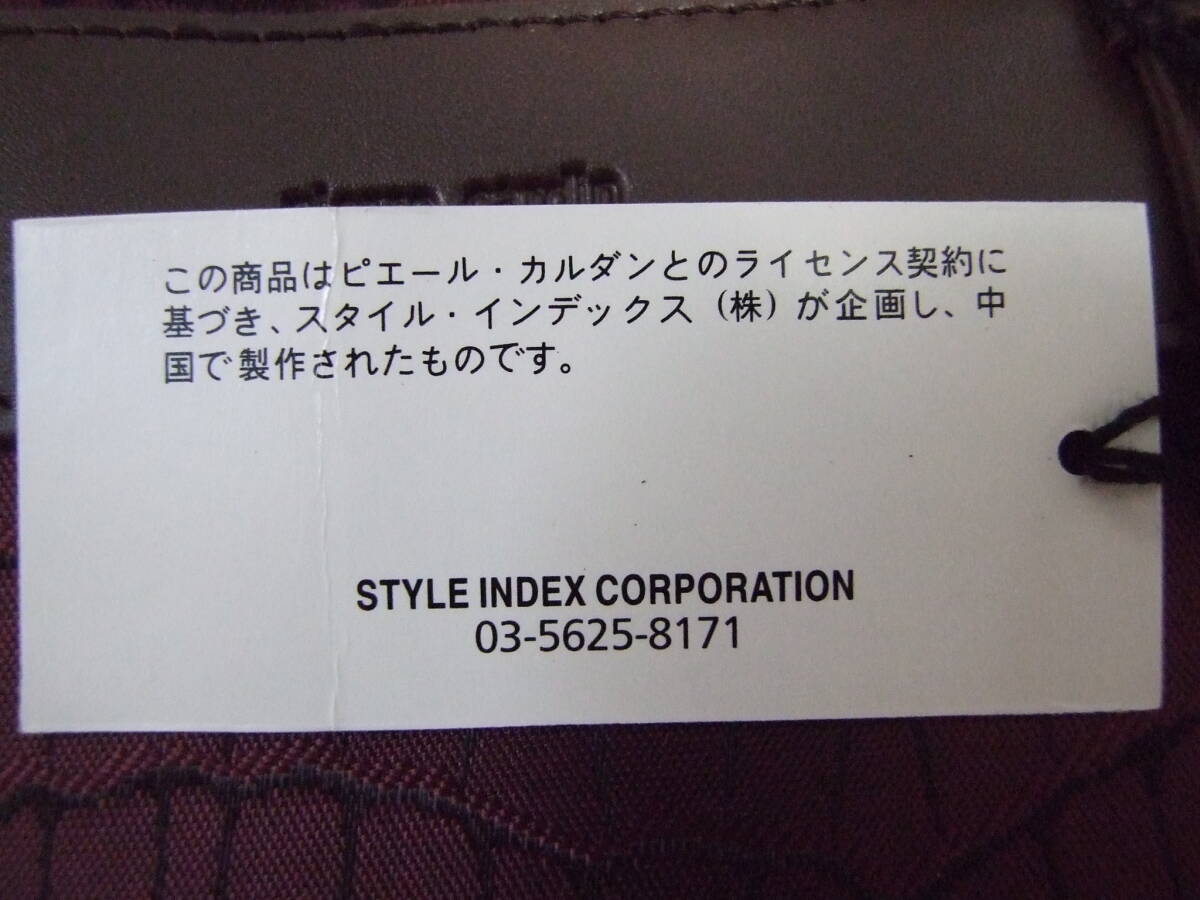 pierre cardin
この商品はピエール・カルダンとのライセンス契約に
基づき、スタイル・インデックス（株）が企画し、中
国で製作されたものです。
STYLE INDEX CORPORATION
03-5625-8171